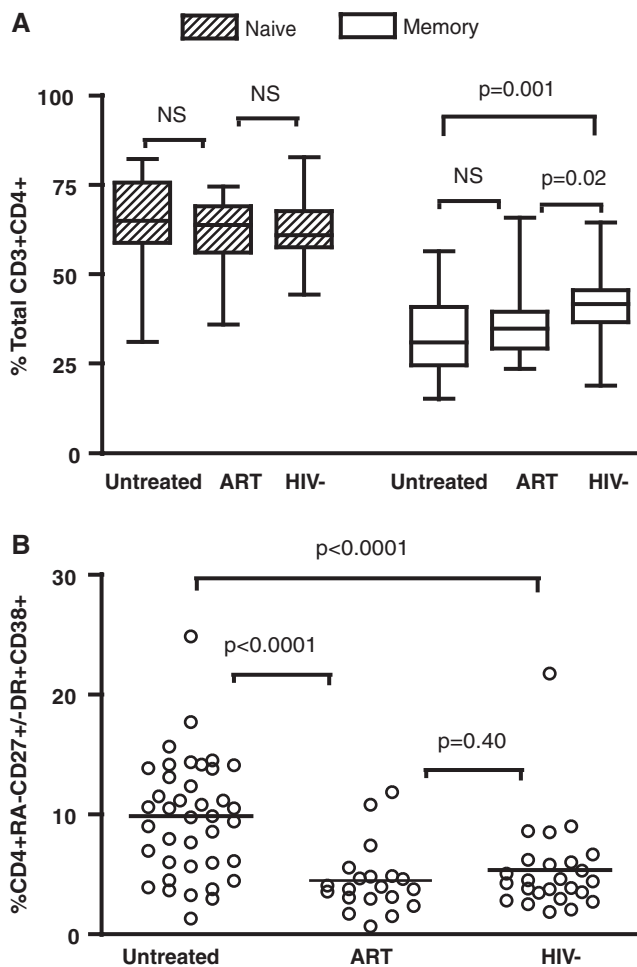 A
Naive
Memory
% Total CD3+CD4+
100
75
50
25
0
NS
NS
p=0.001
NS
p=0.02
Untreated
ART
HIV-
Untreated
ART
HIV-
B
%CD4+RA-CD27+/-DR+CD38+
30
20
10
0
p<0.0001
p<0.0001
p=0.40
Untreated
ART
HIV-